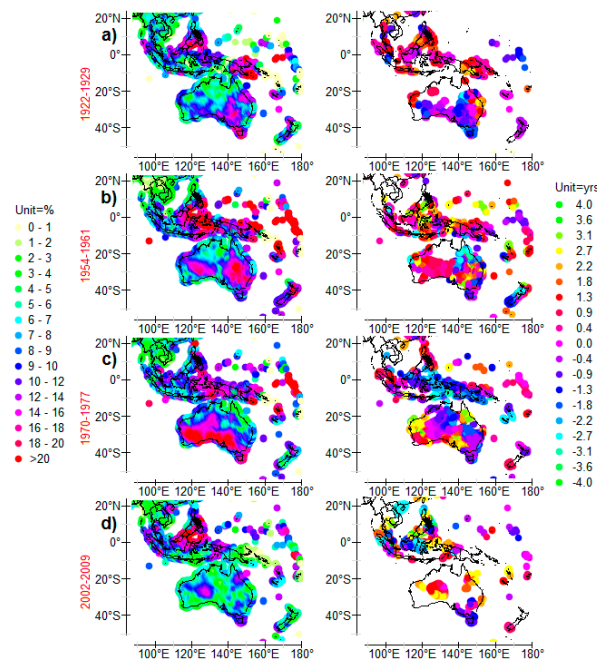 a)
1922-1929
20°N
0°
20°S
40°S
100°E 120°E 140°E 160°E 180°
20°N
0°
20°S
40°S
100°E 120°E 140°E 160°E 180°
b)
1954-1961
20°N
0°
20°S
40°S
100°E 120°E 140°E 160°E 180°
20°N
0°
20°S
40°S
100°E 120°E 140°E 160°E 180°
c)
1970-1977
20°N
0°
20°S
40°S
100°E 120°E 140°E 160°E 180°
20°N
0°
20°S
40°S
100°E 120°E 140°E 160°E 180°
d)
2002-2009
20°N
0°
20°S
40°S
100°E 120°E 140°E 160°E 180°
20°N
0°
20°S
40°S
100°E 120°E 140°E 160°E 180°
Unit=%
0 - 1
1 - 2
2 - 3
3 - 4
4 - 5
5 - 6
6 - 7
7 - 8
8 - 9
9 - 10
10 - 12
12 - 14
14 - 16
16 - 18
18 - 20
>20
Unit=yrs
4.0
3.6
3.1
2.7
2.2
1.8
1.3
0.9
0.4
0.0
-0.4
-0.9
-1.3
-1.8
-2.2
-2.7
-3.1
-3.6
-4.0